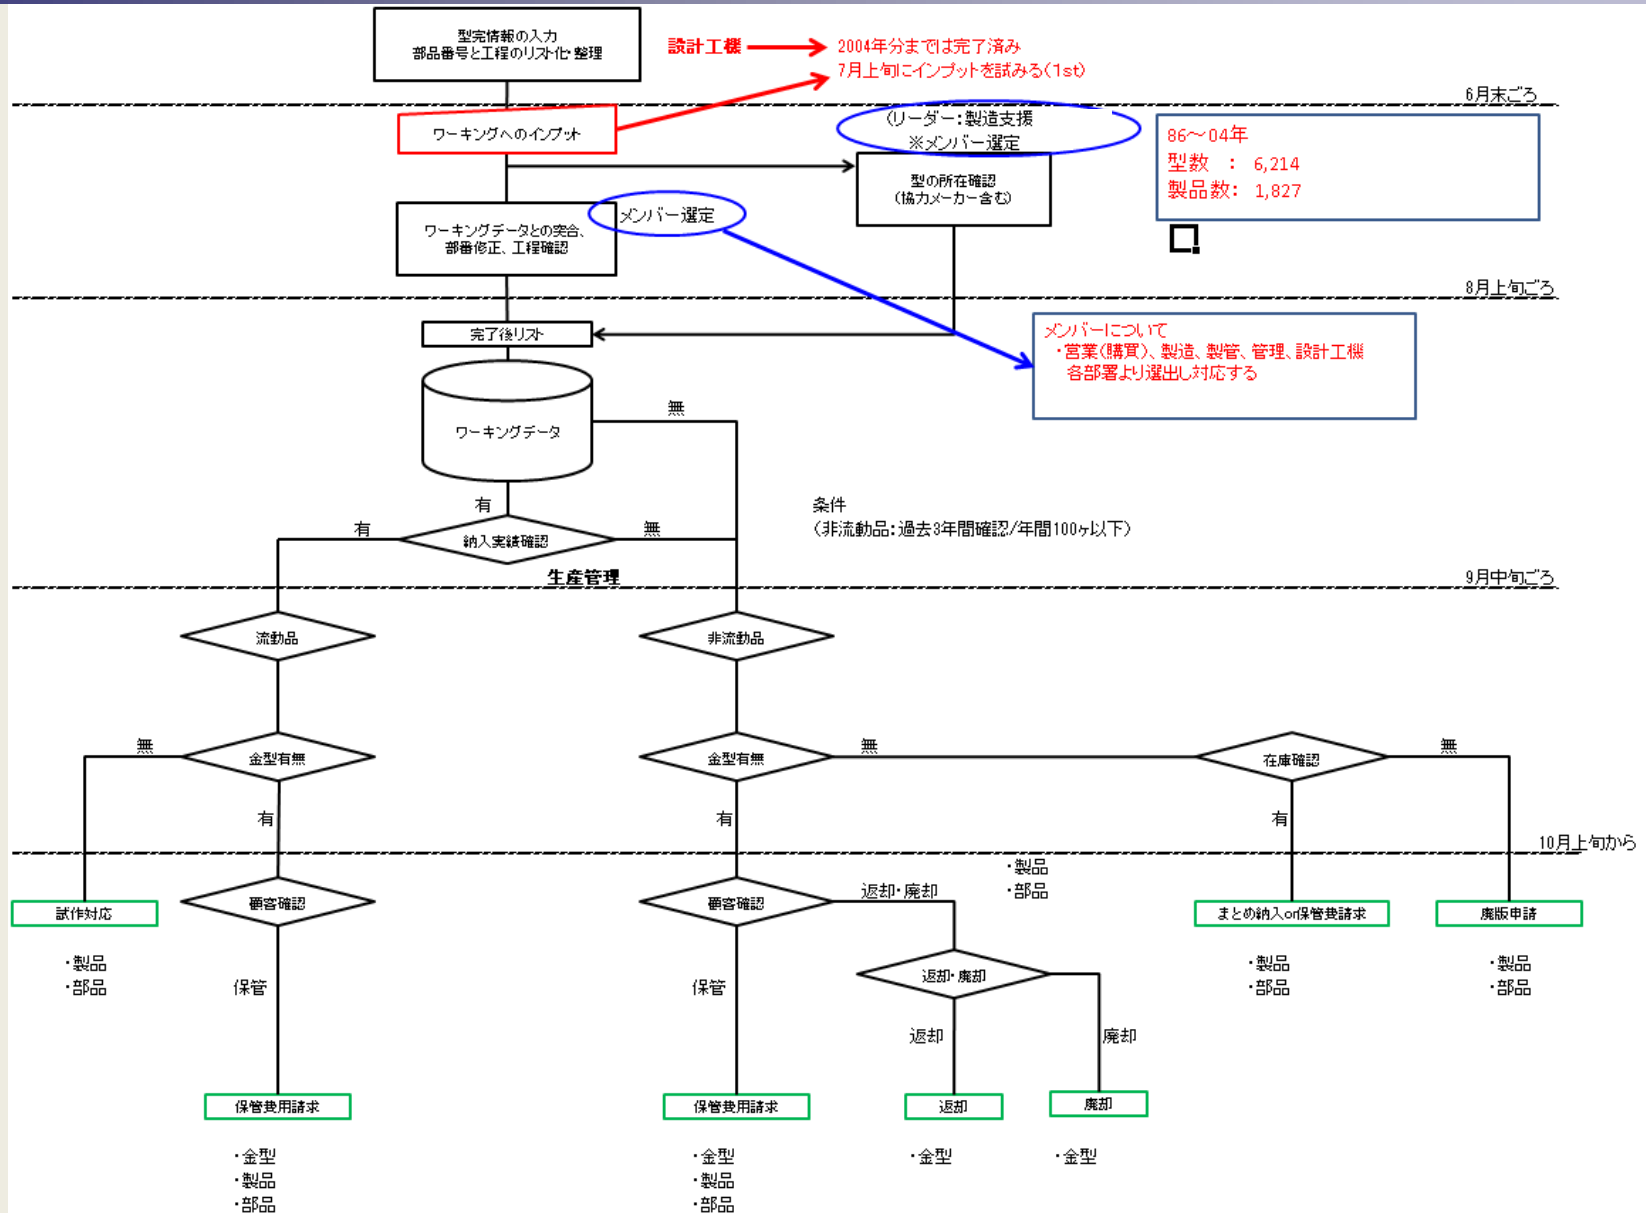 型完情報の入力
部品番号と工程のリスト化・整理
設計工機
2004年分までは完了済み
7月上旬にインプットを試みる(1st)
6月末ごろ
ワーキングへのインプット
(リーダー:製造支援
※メンバー選定
86～04年
型数 : 6,214
製品数: 1,827
型の所在確認
(協力メーカー含む)
メンバー選定
ワーキングデータとの突合、
部番修正、工程確認
8月上旬ごろ
完了後リスト
メンバーについて
・営業(購買)、製造、製管、管理、設計工機
各部署より選出し対応する
無
ワーキングデータ
有
条件
(非流動品:過去3年間確認/年間100ヶ以下)
有
納入実績確認
無
生産管理
9月中旬ごろ
流動品
非流動品
無
金型有無
金型有無
無
在庫確認
無
有
有
有
10月上旬から
・製品
・部品
試作対応
顧客確認
顧客確認
返却・廃却
まとめ納入or保管費請求
廃版申請
・製品
・部品
・製品
・部品
・製品
・部品
返却・廃却
保管
保管
返却
廃却
保管費用請求
保管費用請求
返却
廃却
・金型
・製品
・部品
・金型
・製品
・部品
・金型
・金型